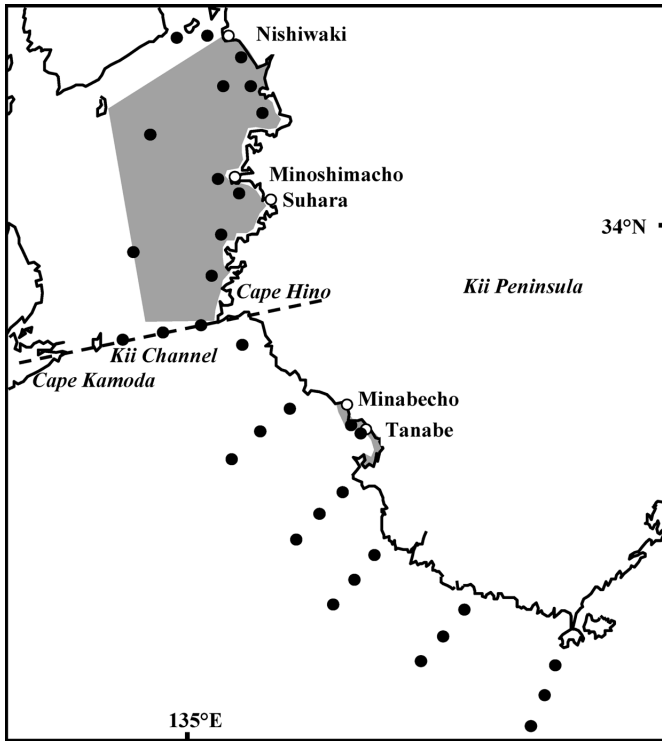 Nishiwaki
Minoshimacho
Suhara
34°N
Cape Hino
Kii Peninsula
Kii Channel
Cape Kamoda
Minabecho
Tanabe
135°E